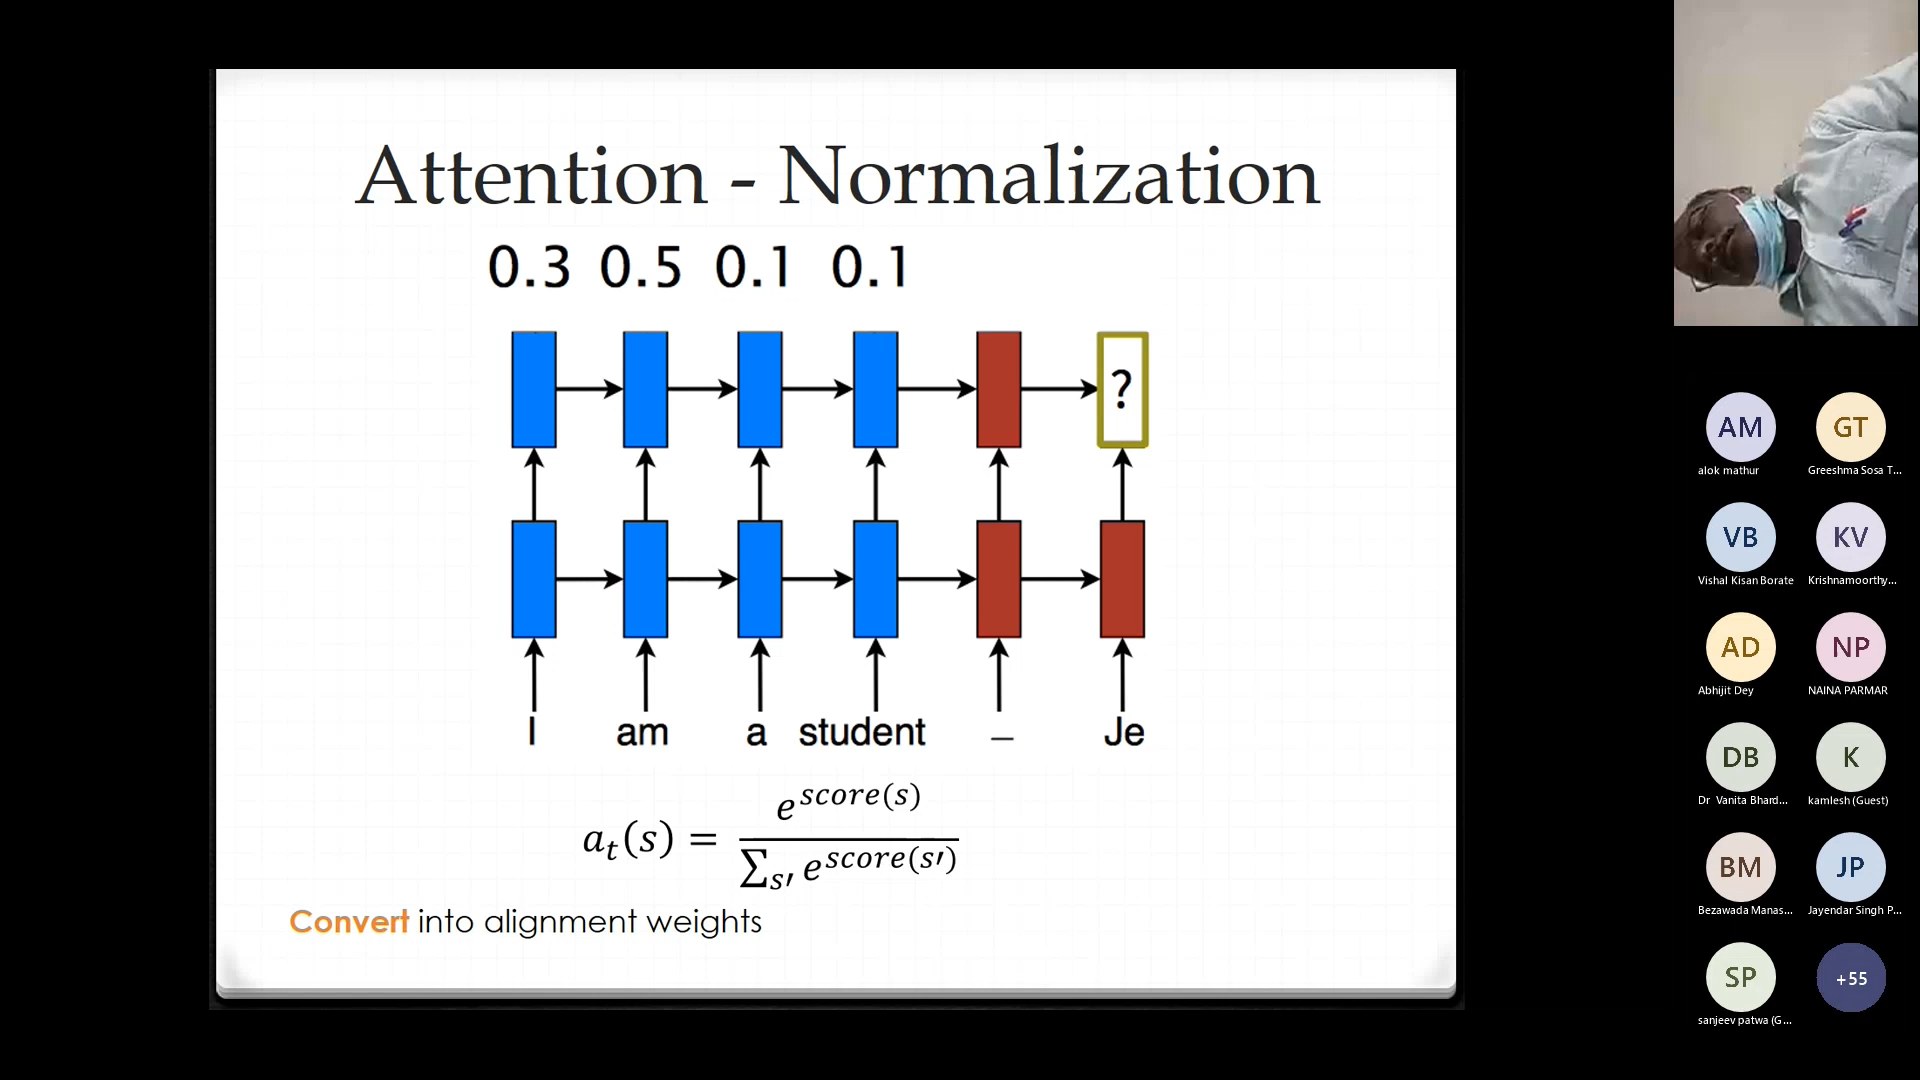 Attention - Normalization
0.3 0.5 0.1 0.1
?
I am a student _ Je
a_t(s) = e^{score(s)} / ∑_{s′} e^{score(s′)}
Convert into alignment weights
AM GT
alok mathur Greeshma Sosa T...
VB KV
Vishal Kisan Borate Krishnamoorthy...
AD NP
Abhijit Dey NAINA PARMAR
DB K
Dr Vanita Bhard... kamlesh (Guest)
BM JP
Bezawada Manas... Jayendar Singh P...
SP +55
sanjeev patwa (G...